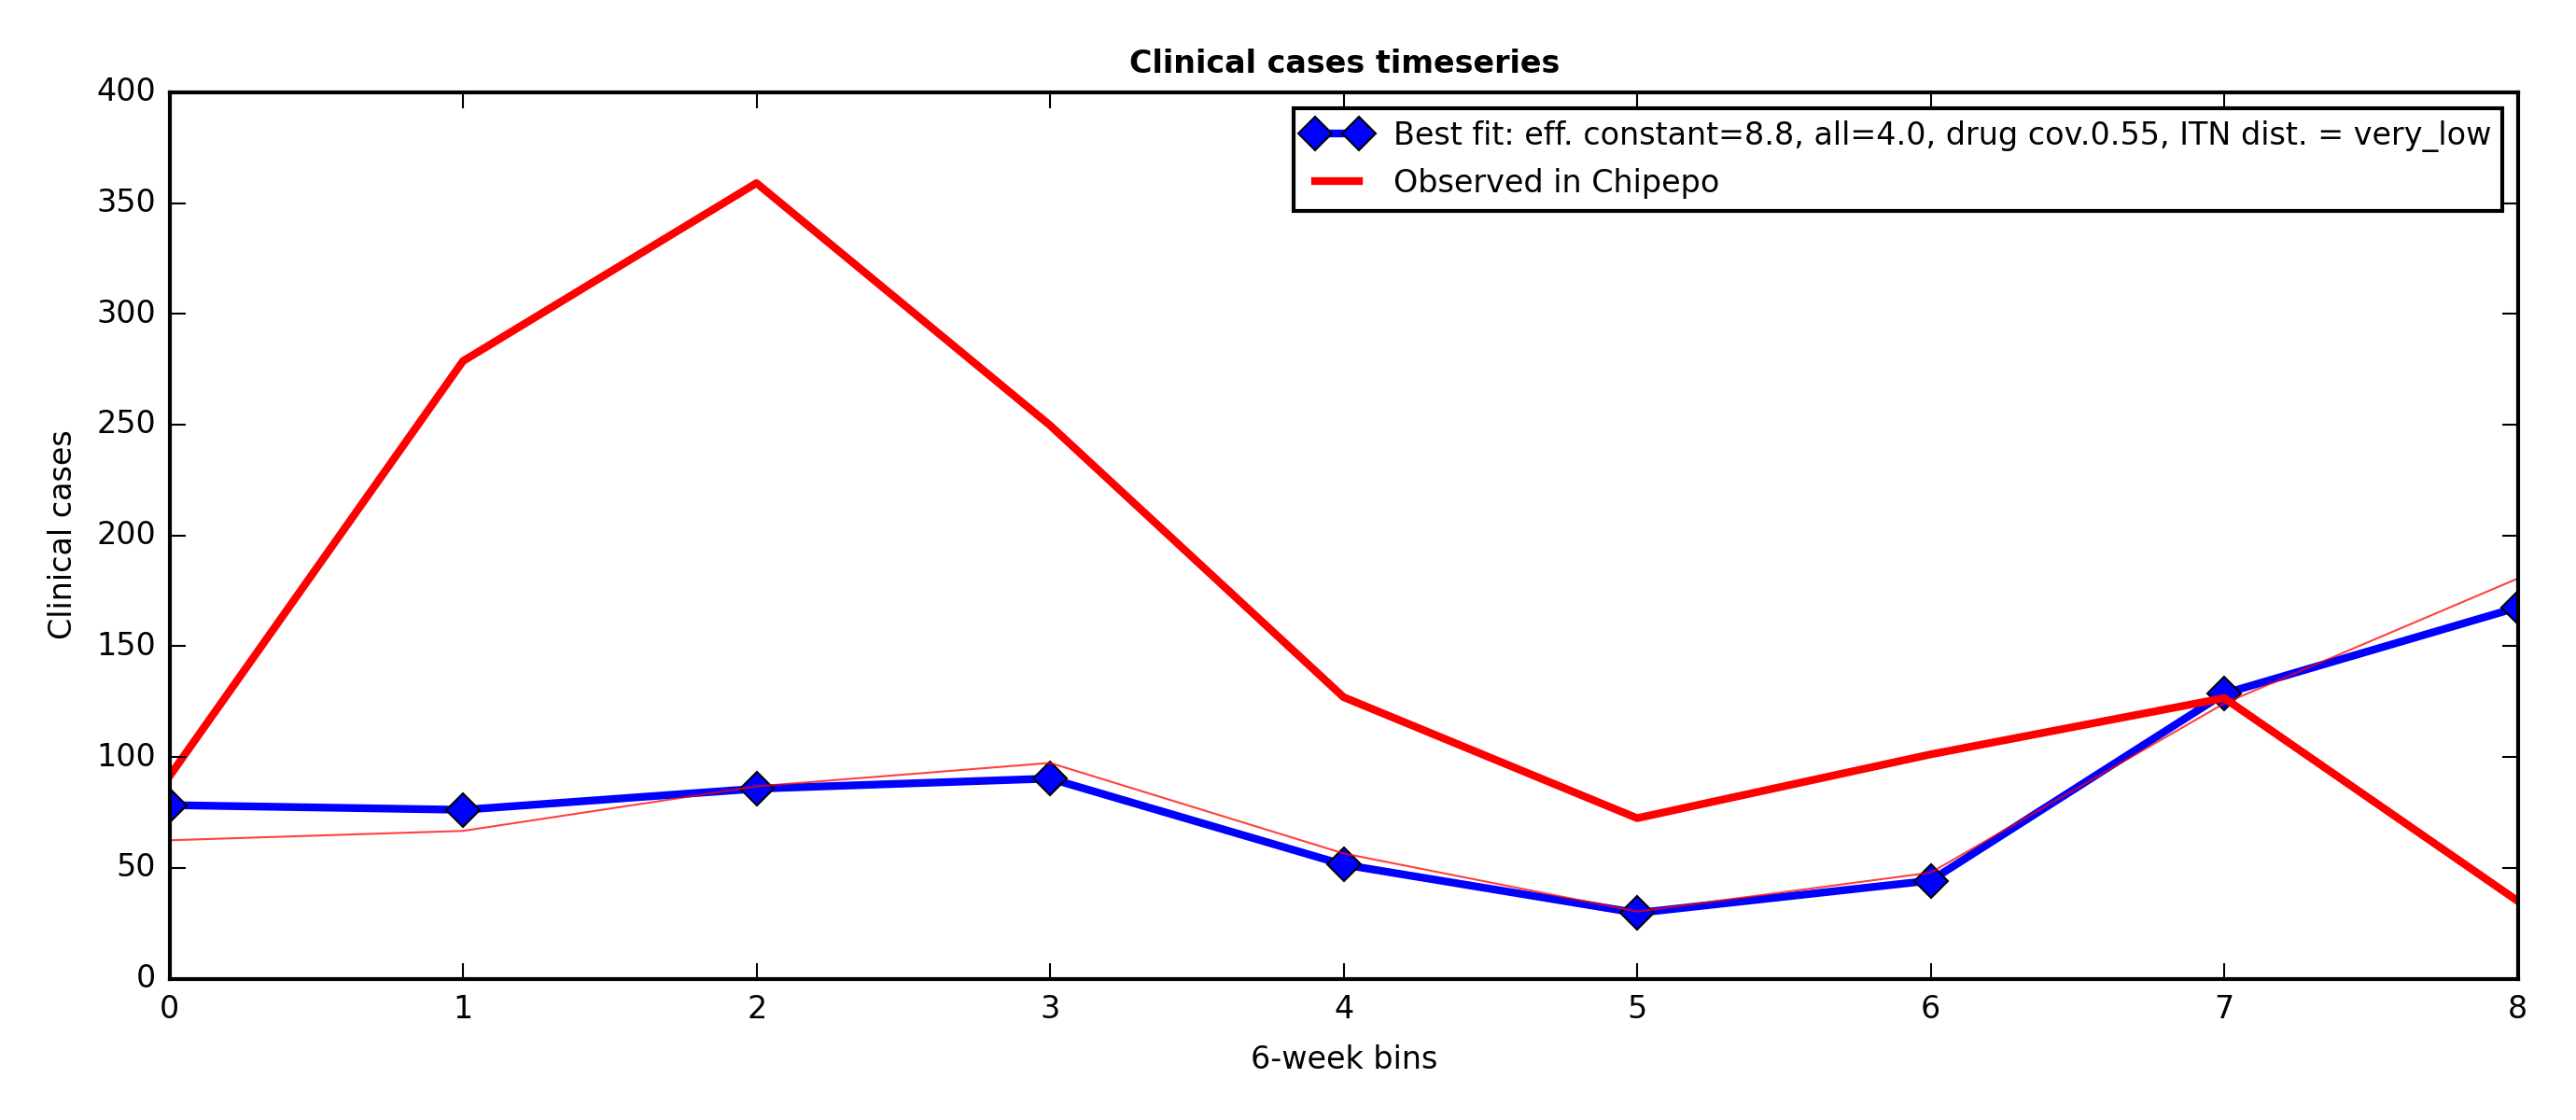 Clinical cases timeseries
400
350
300
250
200
150
100
50
0
Clinical cases
Best fit: eff. constant=8.8, all=4.0, drug cov.0.55, ITN dist. = very_low
Observed in Chipepo
0 1 2 3 4 5 6 7 8
6-week bins